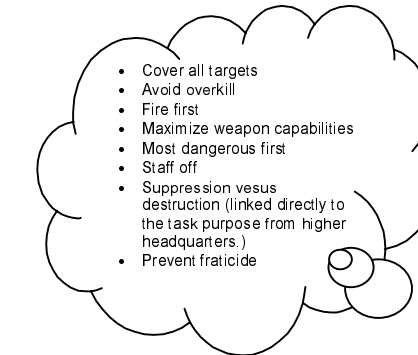 • Cover all targets
• Avoid overkill
• Fire first
• Maximize weapon capabilities
• Most dangerous first
• Staff off
• Suppression vesus
destruction (linked directly to
the task purpose from higher
headquarters.)
• Prevent fraticide